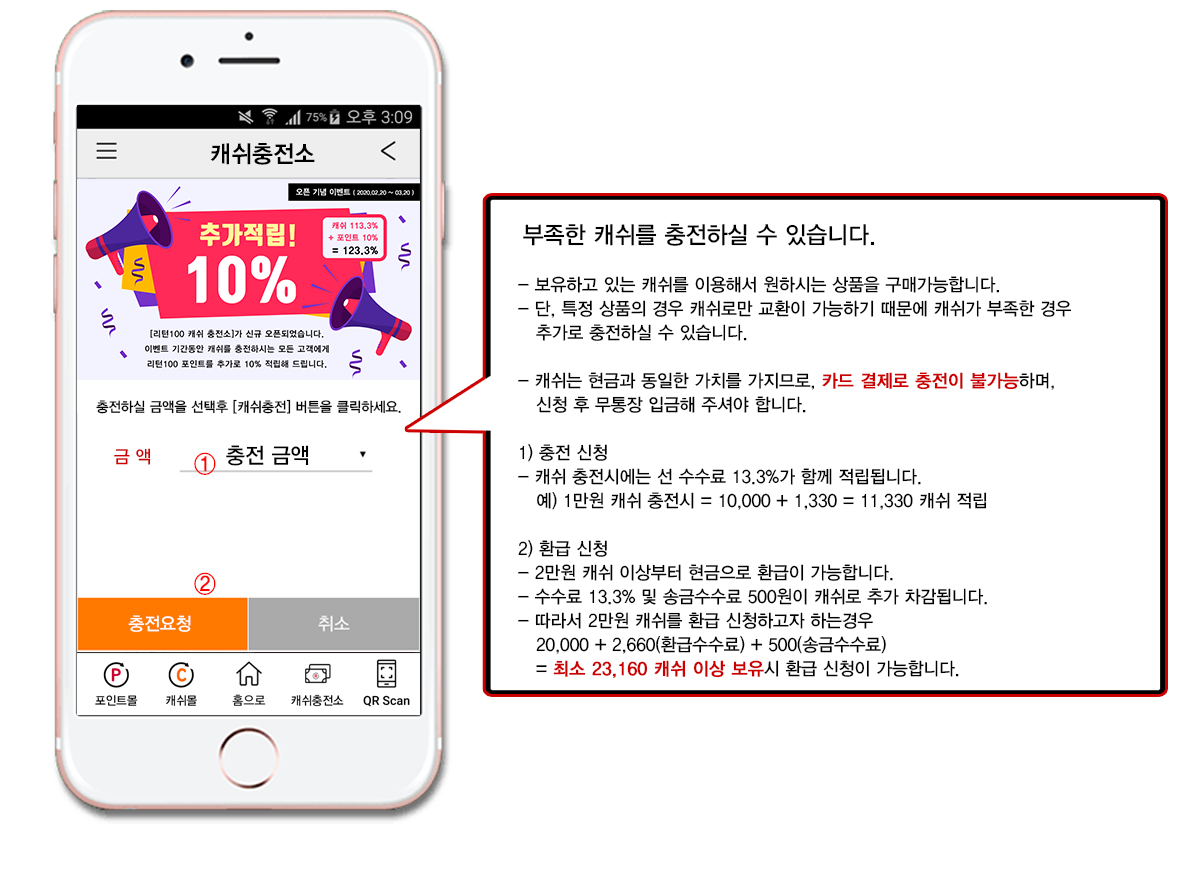 75% 오후 3:09
캐쉬충전소
오픈 기념 이벤트 ( 2020.02.20 ~ 03.20 )
추가적립!
10%
캐쉬 113.3%
+ 포인트 10%
= 123.3%
[리턴100 캐쉬 충전소]가 신규 오픈되었습니다.
이벤트 기간동안 캐쉬를 충전하시는 모든 고객에게
리턴100 포인트를 추가로 10% 적립해 드립니다.
충전하실 금액을 선택후 [캐쉬충전] 버튼을 클릭하세요.
금 액
① 충전 금액
②
충전요청
취소
P
C
포인트몰
캐쉬몰
홈으로
캐쉬충전소
QR Scan
부족한 캐쉬를 충전하실 수 있습니다.
- 보유하고 있는 캐쉬를 이용해서 원하시는 상품을 구매가능합니다.
- 단, 특정 상품의 경우 캐쉬로만 교환이 가능하기 때문에 캐쉬가 부족한 경우
추가로 충전하실 수 있습니다.
- 캐쉬는 현금과 동일한 가치를 가지므로, 카드 결제로 충전이 불가능하며,
신청 후 무통장 입금해 주셔야 합니다.
1) 충전 신청
- 캐쉬 충전시에는 선 수수료 13.3%가 함께 적립됩니다.
예) 1만원 캐쉬 충전시 = 10,000 + 1,330 = 11,330 캐쉬 적립
2) 환급 신청
- 2만원 캐쉬 이상부터 현금으로 환급이 가능합니다.
- 수수료 13.3% 및 송금수수료 500원이 캐쉬로 추가 차감됩니다.
- 따라서 2만원 캐쉬를 환급 신청하고자 하는경우
20,000 + 2,660(환급수수료) + 500(송금수수료)
= 최소 23,160 캐쉬 이상 보유시 환급 신청이 가능합니다.